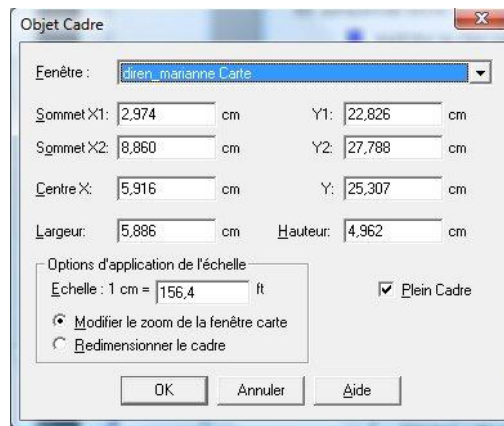 Objet Cadre
Fenêtre : diren_marianne Carte
Sommet X1: 2,974 cm Y1: 22,826 cm
Sommet X2: 8,860 cm Y2: 27,788 cm
Centre X: 5,916 cm Y: 25,307 cm
Largeur: 5,886 cm Hauteur: 4,962 cm
Options d'application de l'échelle
Echelle : 1 cm = 156,4 ft
Plein Cadre
Modifier le zoom de la fenêtre carte
Redimensionner le cadre
OK Annuler Aide